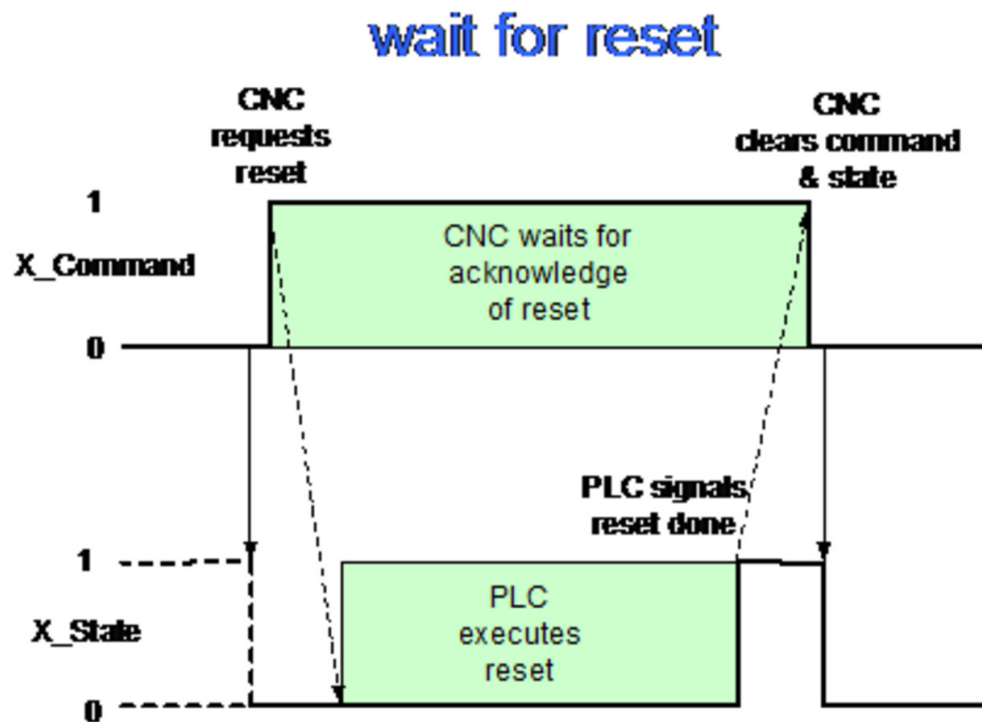 wait for reset
CNC
requests
reset
CNC
clears command
& state
1
X_Command
0
CNC waits for
acknowledge
of reset
PLC signals
reset done
1
X_State
0
PLC
executes
reset